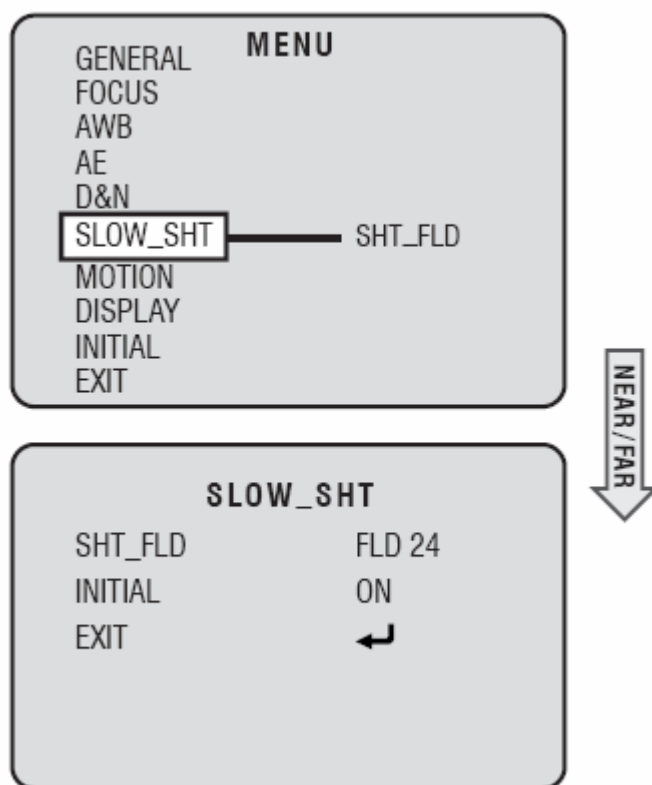 MENU
GENERAL
FOCUS
AWB
AE
D&N
SLOW_SHT SHT_FLD
MOTION
DISPLAY
INITIAL
EXIT
NEAR/FAR
SLOW_SHT
SHT_FLD FLD 24
INITIAL ON
EXIT